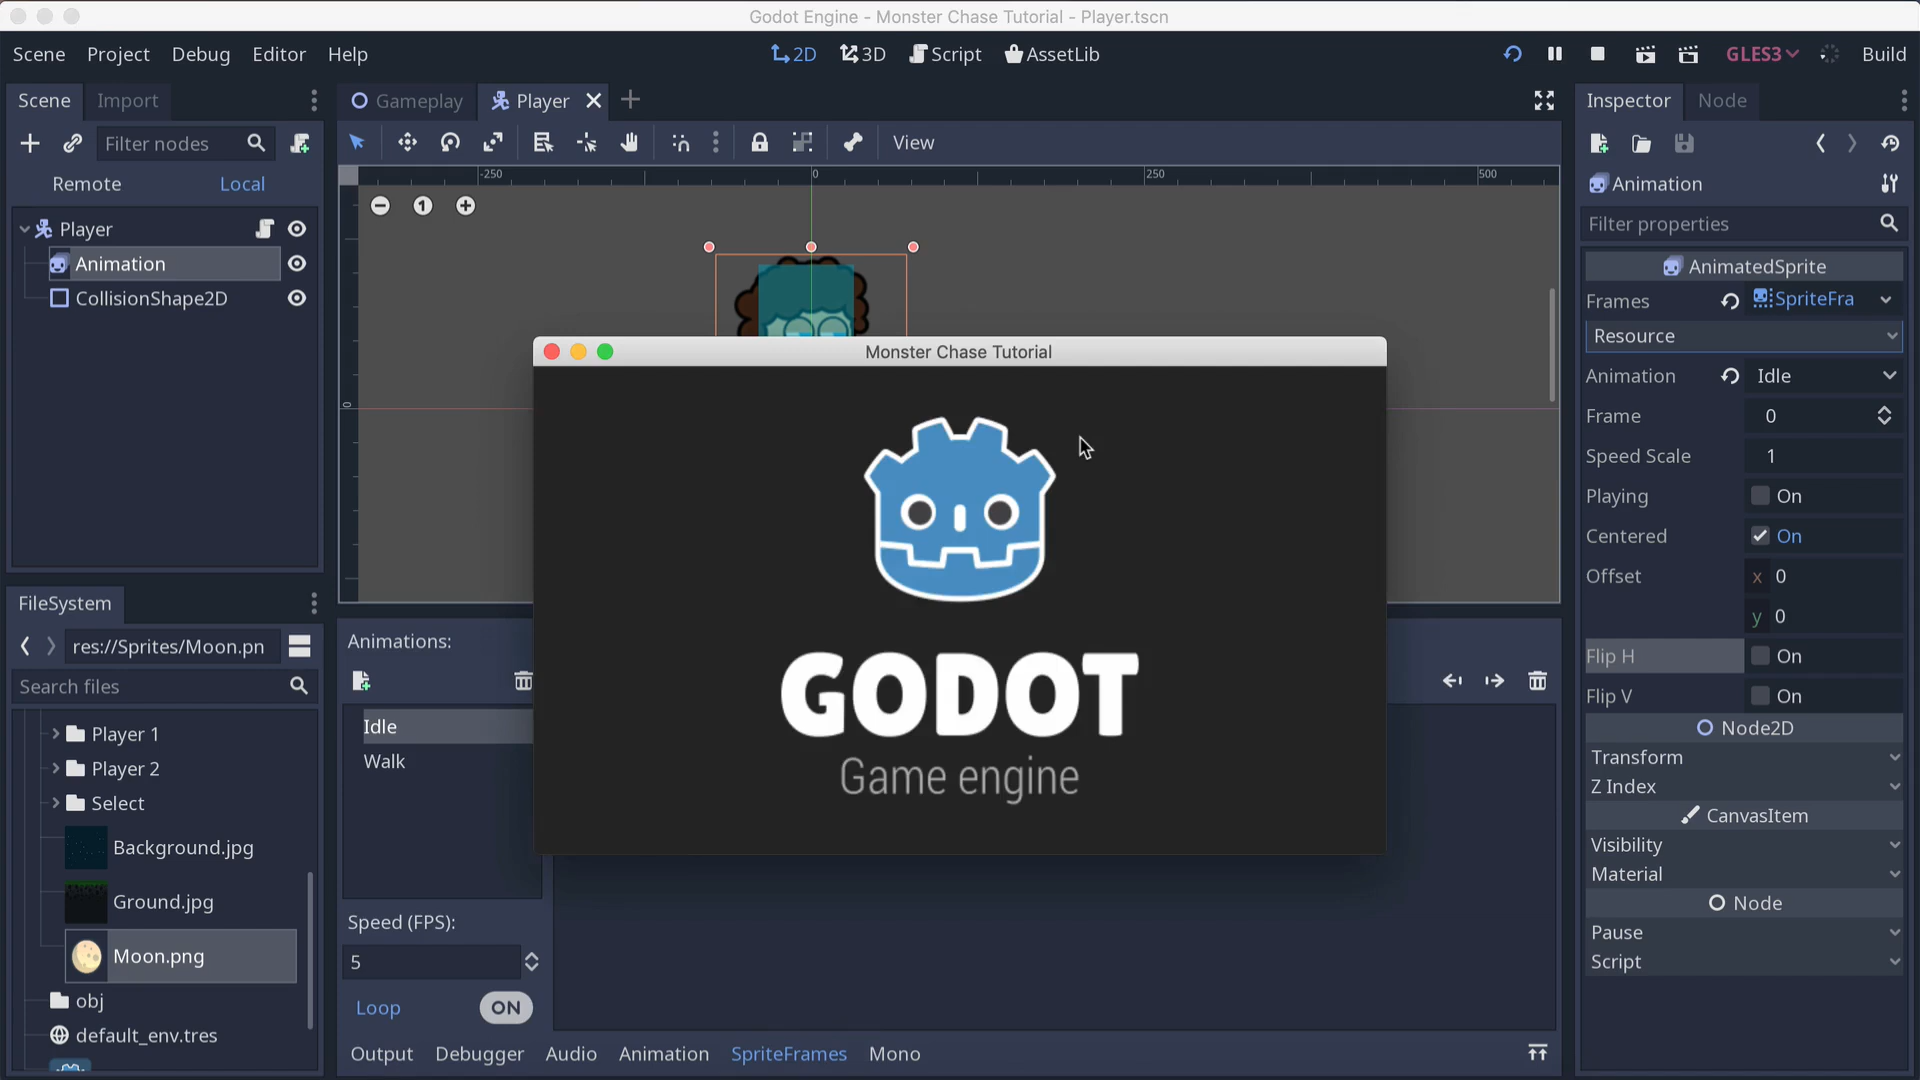 Godot Engine - Monster Chase Tutorial - Player.tscn
Scene Project Debug Editor Help
2D 3D Script AssetLib
GLES3 Build
Scene Import
Filter nodes
Remote Local
Player
Animation
CollisionShape2D
FileSystem
res://Sprites/Moon.pn
Search files
Player 1
Player 2
Select
Background.jpg
Ground.jpg
Moon.png
obj
default_env.tres
Gameplay Player
View
-250 0 250 500
1
0
Monster Chase Tutorial
GODOT
Game engine
Animations:
Idle
Walk
Speed (FPS):
5
Loop ON
Output Debugger Audio Animation SpriteFrames Mono
Inspector Node
Animation
Filter properties
AnimatedSprite
Frames SpriteFra
Resource
Animation Idle
Frame 0
Speed Scale 1
Playing On
Centered On
Offset x 0
y 0
Flip H On
Flip V On
Node2D
Transform
Z Index
CanvasItem
Visibility
Material
Node
Pause
Script